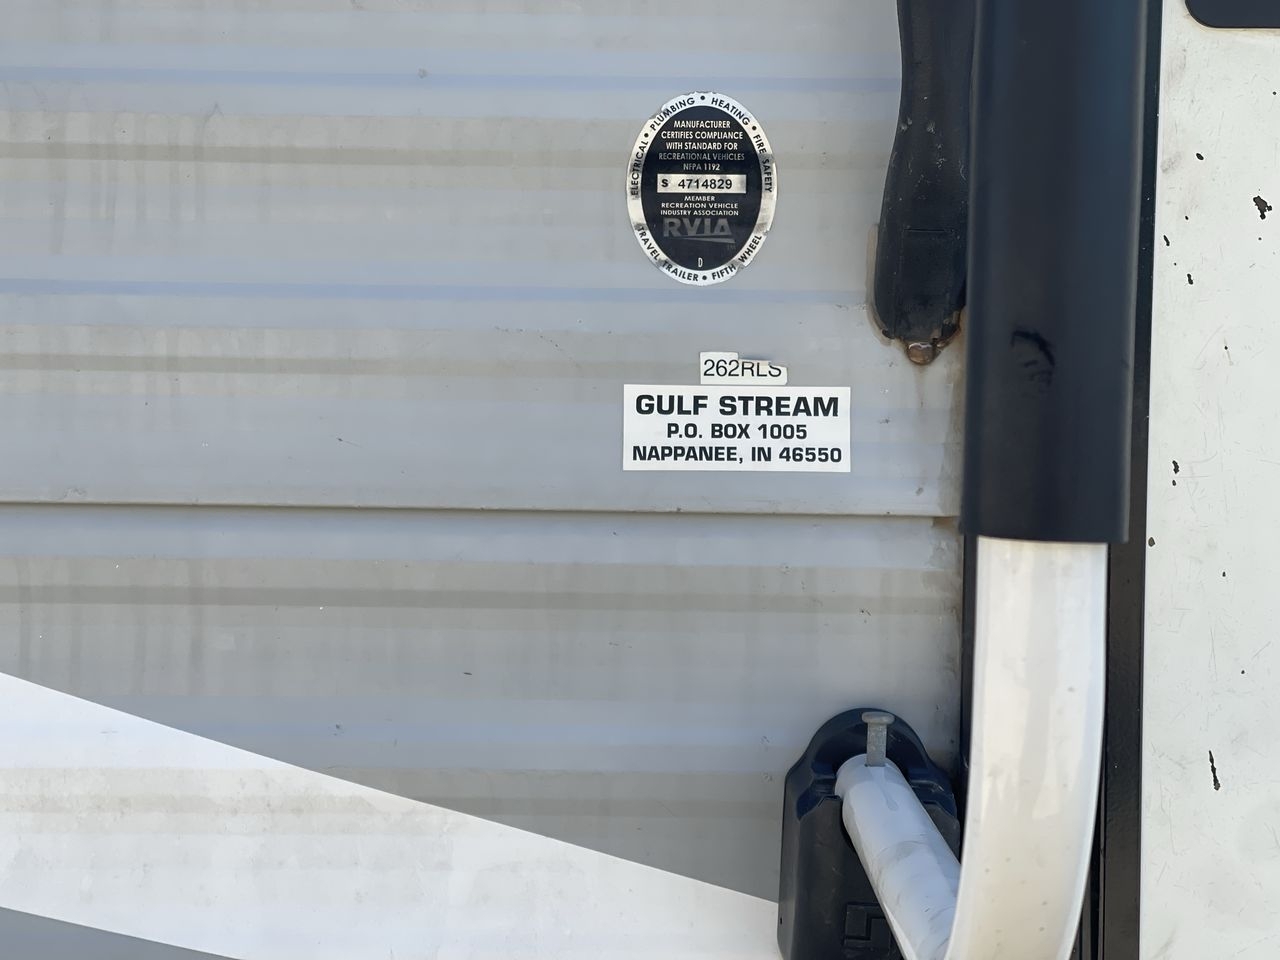 ELECTRICAL • PLUMBING • HEATING • FIRE SAFETY
MANUFACTURER
CERTIFIES COMPLIANCE
WITH STANDARD FOR
RECREATIONAL VEHICLES
NFPA 1192
S 4714829
MEMBER
RECREATION VEHICLE
INDUSTRY ASSOCIATION
RVIA
D
TRAVEL TRAILER • FIFTH WHEEL
262RLS
GULF STREAM
P.O. BOX 1005
NAPPANEE, IN 46550